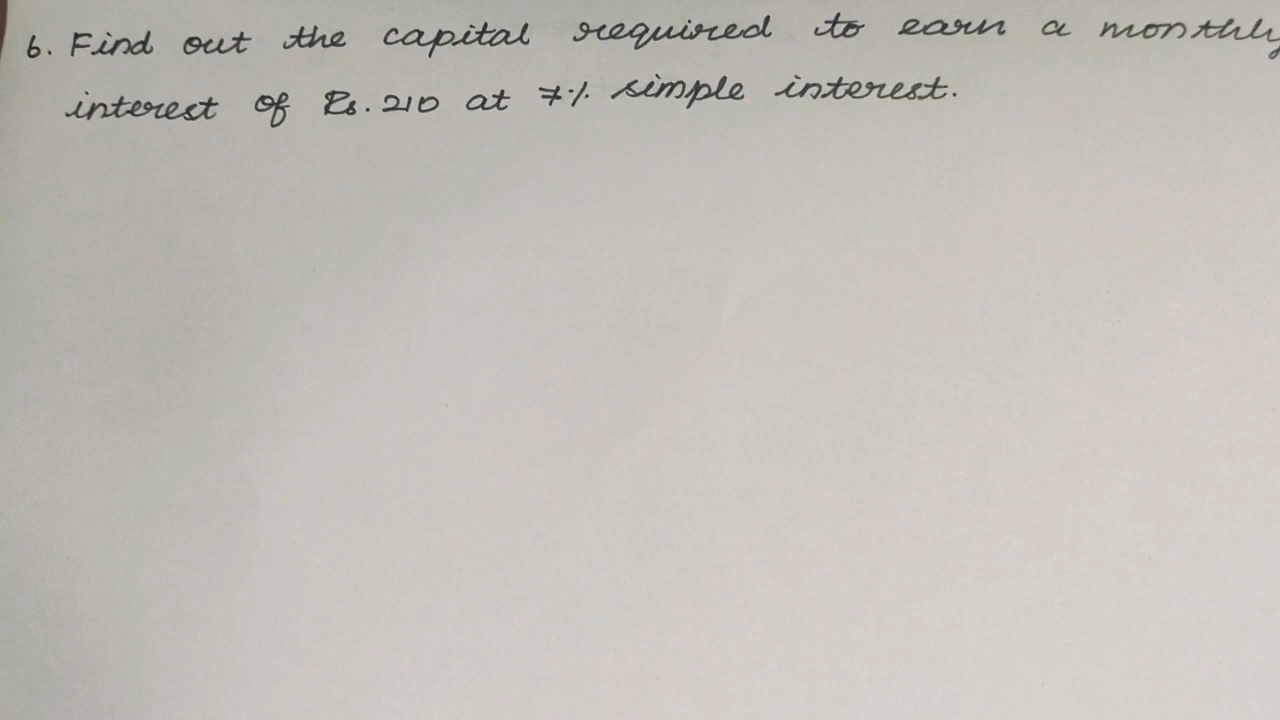 6. Find out the capital required to earn a monthly
interest of Rs. 210 at 7% simple interest.